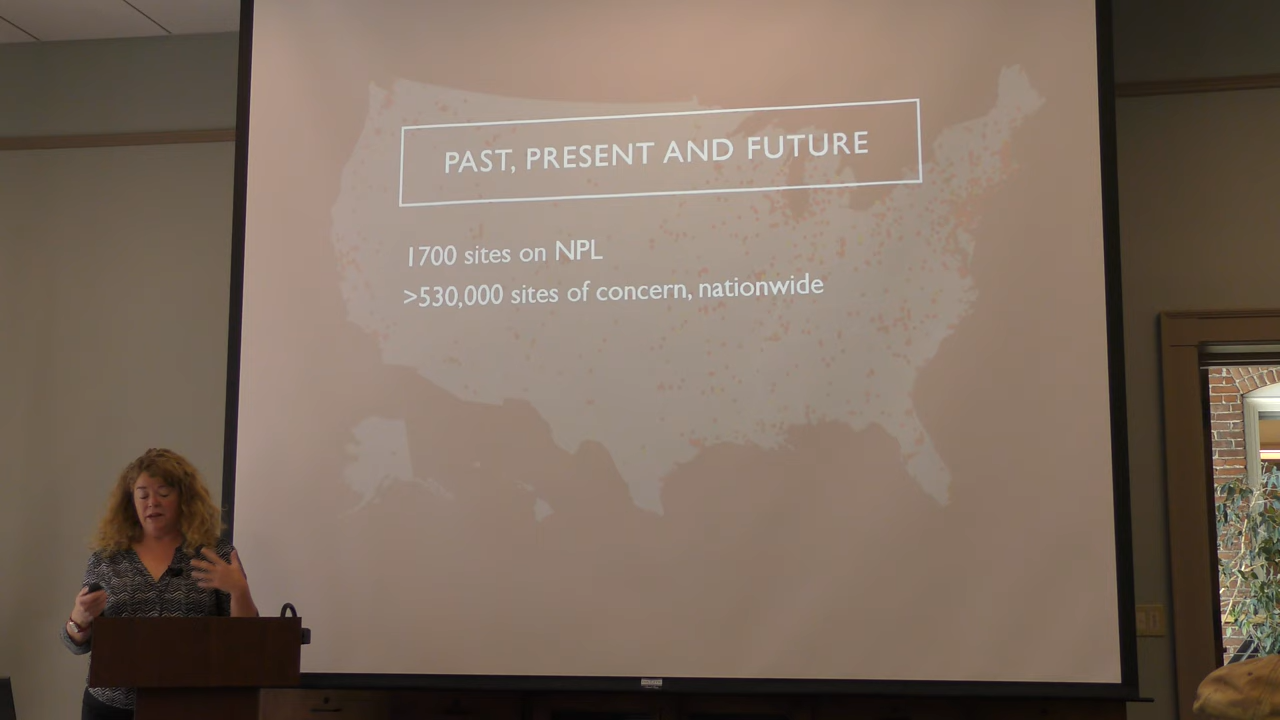 PAST, PRESENT AND FUTURE
1700 sites on NPL
>530,000 sites of concern, nationwide